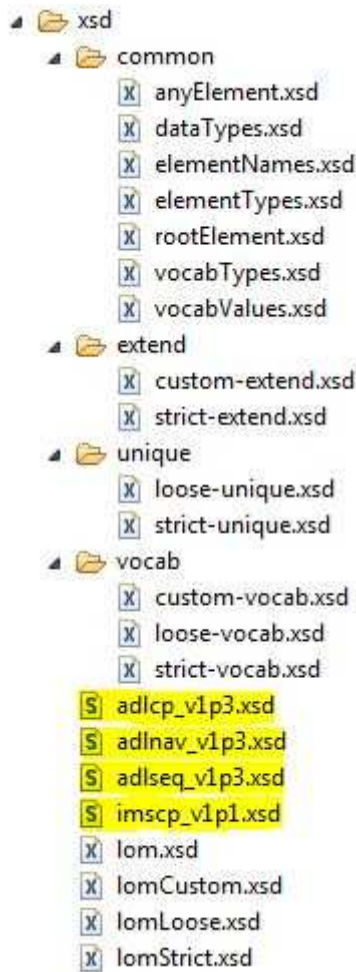 xsd
common
anyElement.xsd
dataTypes.xsd
elementNames.xsd
elementTypes.xsd
rootElement.xsd
vocabTypes.xsd
vocabValues.xsd
extend
custom-extend.xsd
strict-extend.xsd
unique
loose-unique.xsd
strict-unique.xsd
vocab
custom-vocab.xsd
loose-vocab.xsd
strict-vocab.xsd
adlcp_v1p3.xsd
adlnav_v1p3.xsd
adlseq_v1p3.xsd
imscp_v1p1.xsd
lom.xsd
lomCustom.xsd
lomLoose.xsd
lomStrict.xsd